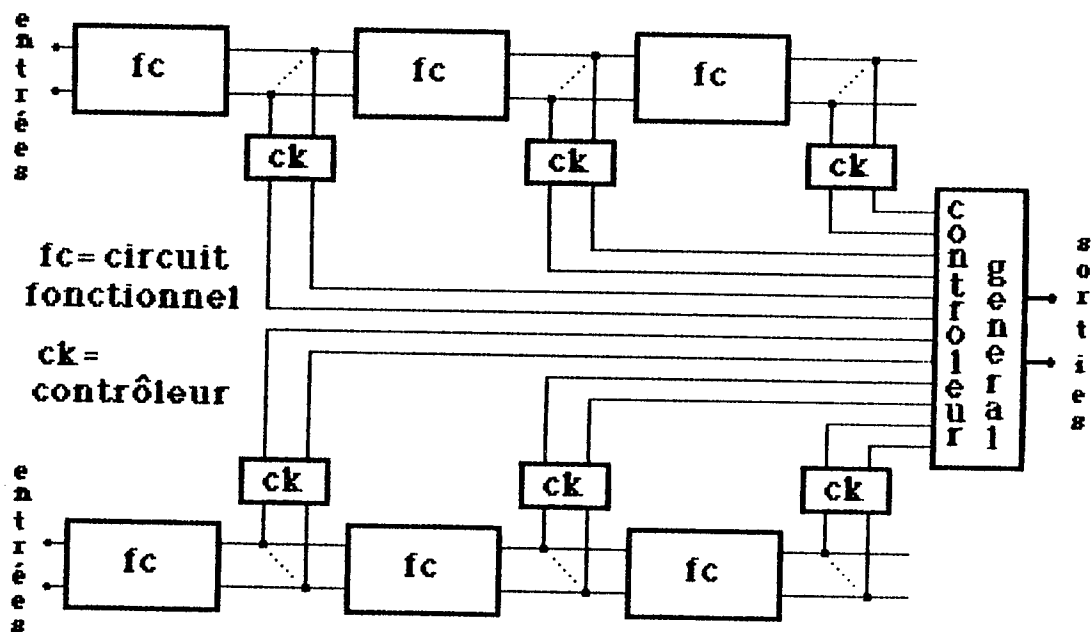 entrées
fc
fc
fc
ck
ck
ck
fc= circuit
fonctionnel
ck=
contrôleur
controleur
general
sorties
ck
ck
ck
entrées
fc
fc
fc